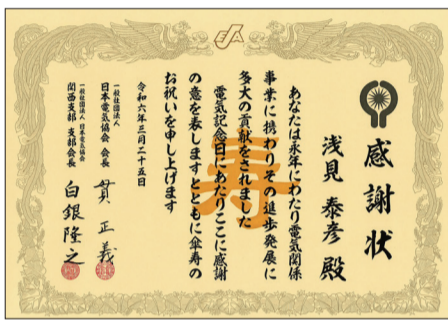 感謝状
浅見 泰彦 殿
あなたは永年にわたり電気関係
事業に携わりその進歩発展に
多大の貢献をされました
電気記念日にあたりここに感謝
の意を表しますとともに傘寿の
お祝いを申し上げます
令和六年三月二十五日
一般社団法人
日本電気協会 会長 貫 正義
一般社団法人 日本電気協会
関西支部 支部会長 白銀隆之
寿